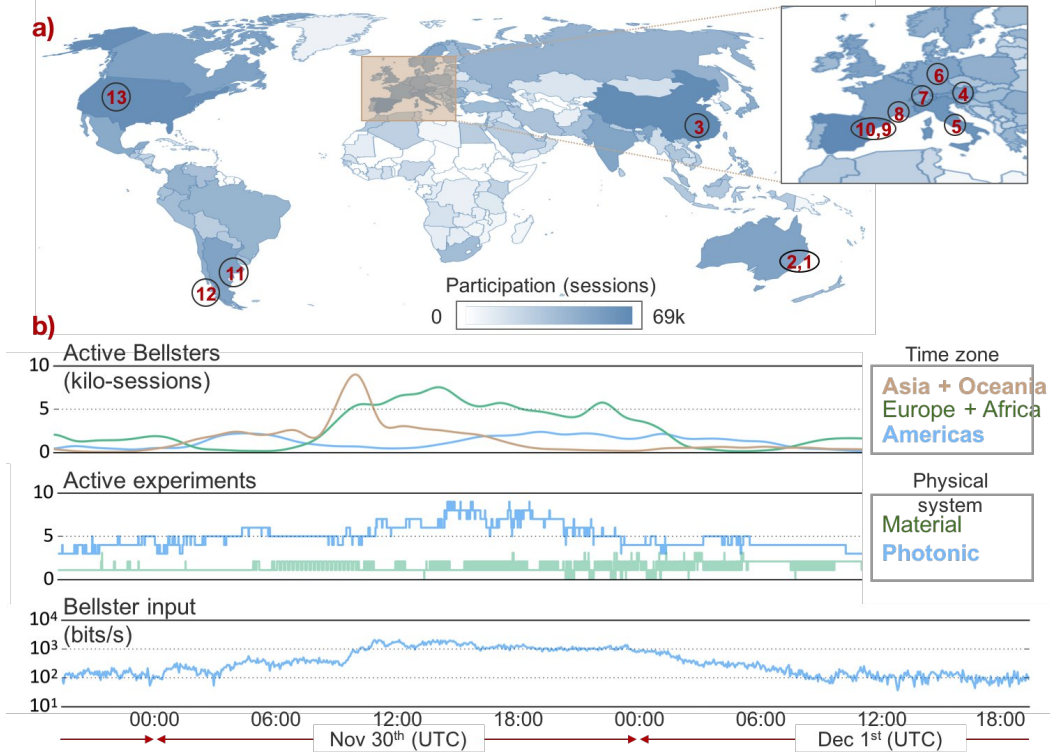 a)
13
3
2,1
11
12
6
7
4
8
10,9
5
Participation (sessions)
0
69k
b)
Active Bellsters
(kilo-sessions)
10
5
0
Time zone
Asia + Oceania
Europe + Africa
Americas
Active experiments
10
5
0
Physical
system
Material
Photonic
Bellster input
(bits/s)
10⁴
10³
10²
10¹
00:00 06:00 12:00 18:00 00:00 06:00 12:00 18:00
Nov 30th (UTC) Dec 1st (UTC)